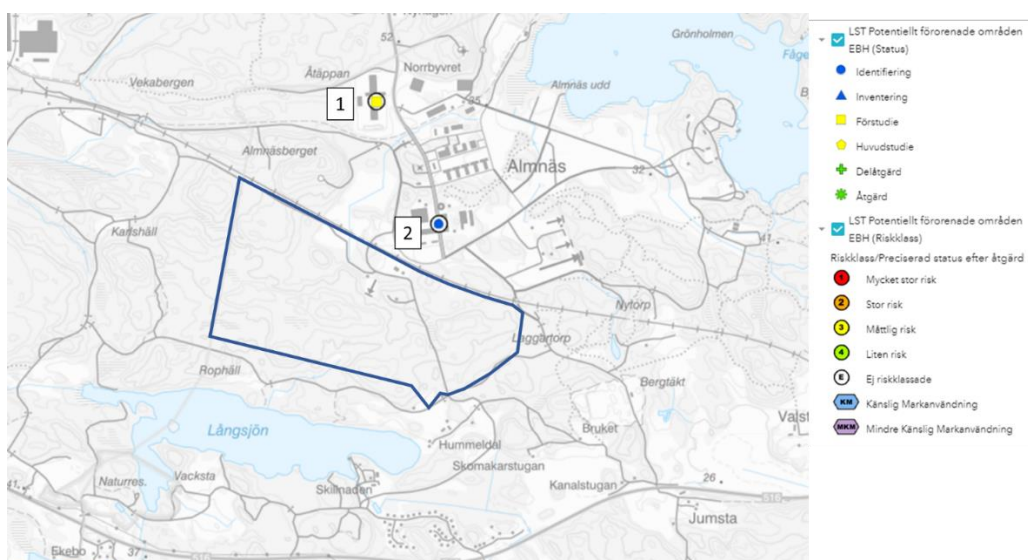 52
Grönholmen
Åtäppan
Norrbyvret
Vekabergen
1
35
Almnäs udd
Almnäsberget
Almnäs
32
Karlshäll
2
41
Nytorp
Laggartorp
Rophäll
Bergtäkt
Långsjön
Bruket
Valst
Hummeldal
Skomakarstugan
Naturres.
Vacksta
Skillnaden
Kanalstugan
26
Jumsta
Ekebo
37
LST Potentiellt förorenade områden
EBH (Status)
Identifiering
Inventering
Förstudie
Huvudstudie
Delåtgärd
Åtgärd
LST Potentiellt förorenade områden
EBH (Riskklass)
Riskklass/Preciserad status efter åtgärd
1 Mycket stor risk
2 Stor risk
3 Måttlig risk
4 Liten risk
E Ej riskklassade
KM Känslig Markanvändning
MKM Mindre Känslig Markanvändning